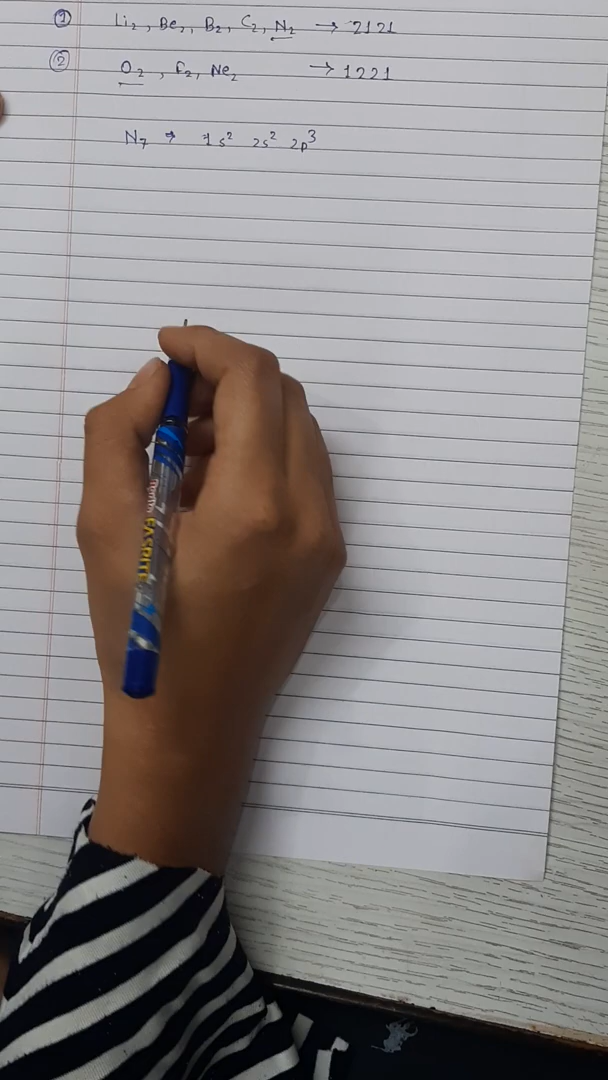 ① Li₂, Be₂, B₂, C₂, N₂ → 2121
② O₂, F₂, Ne₂ → 1221
N₇ → 1s² 2s² 2p³